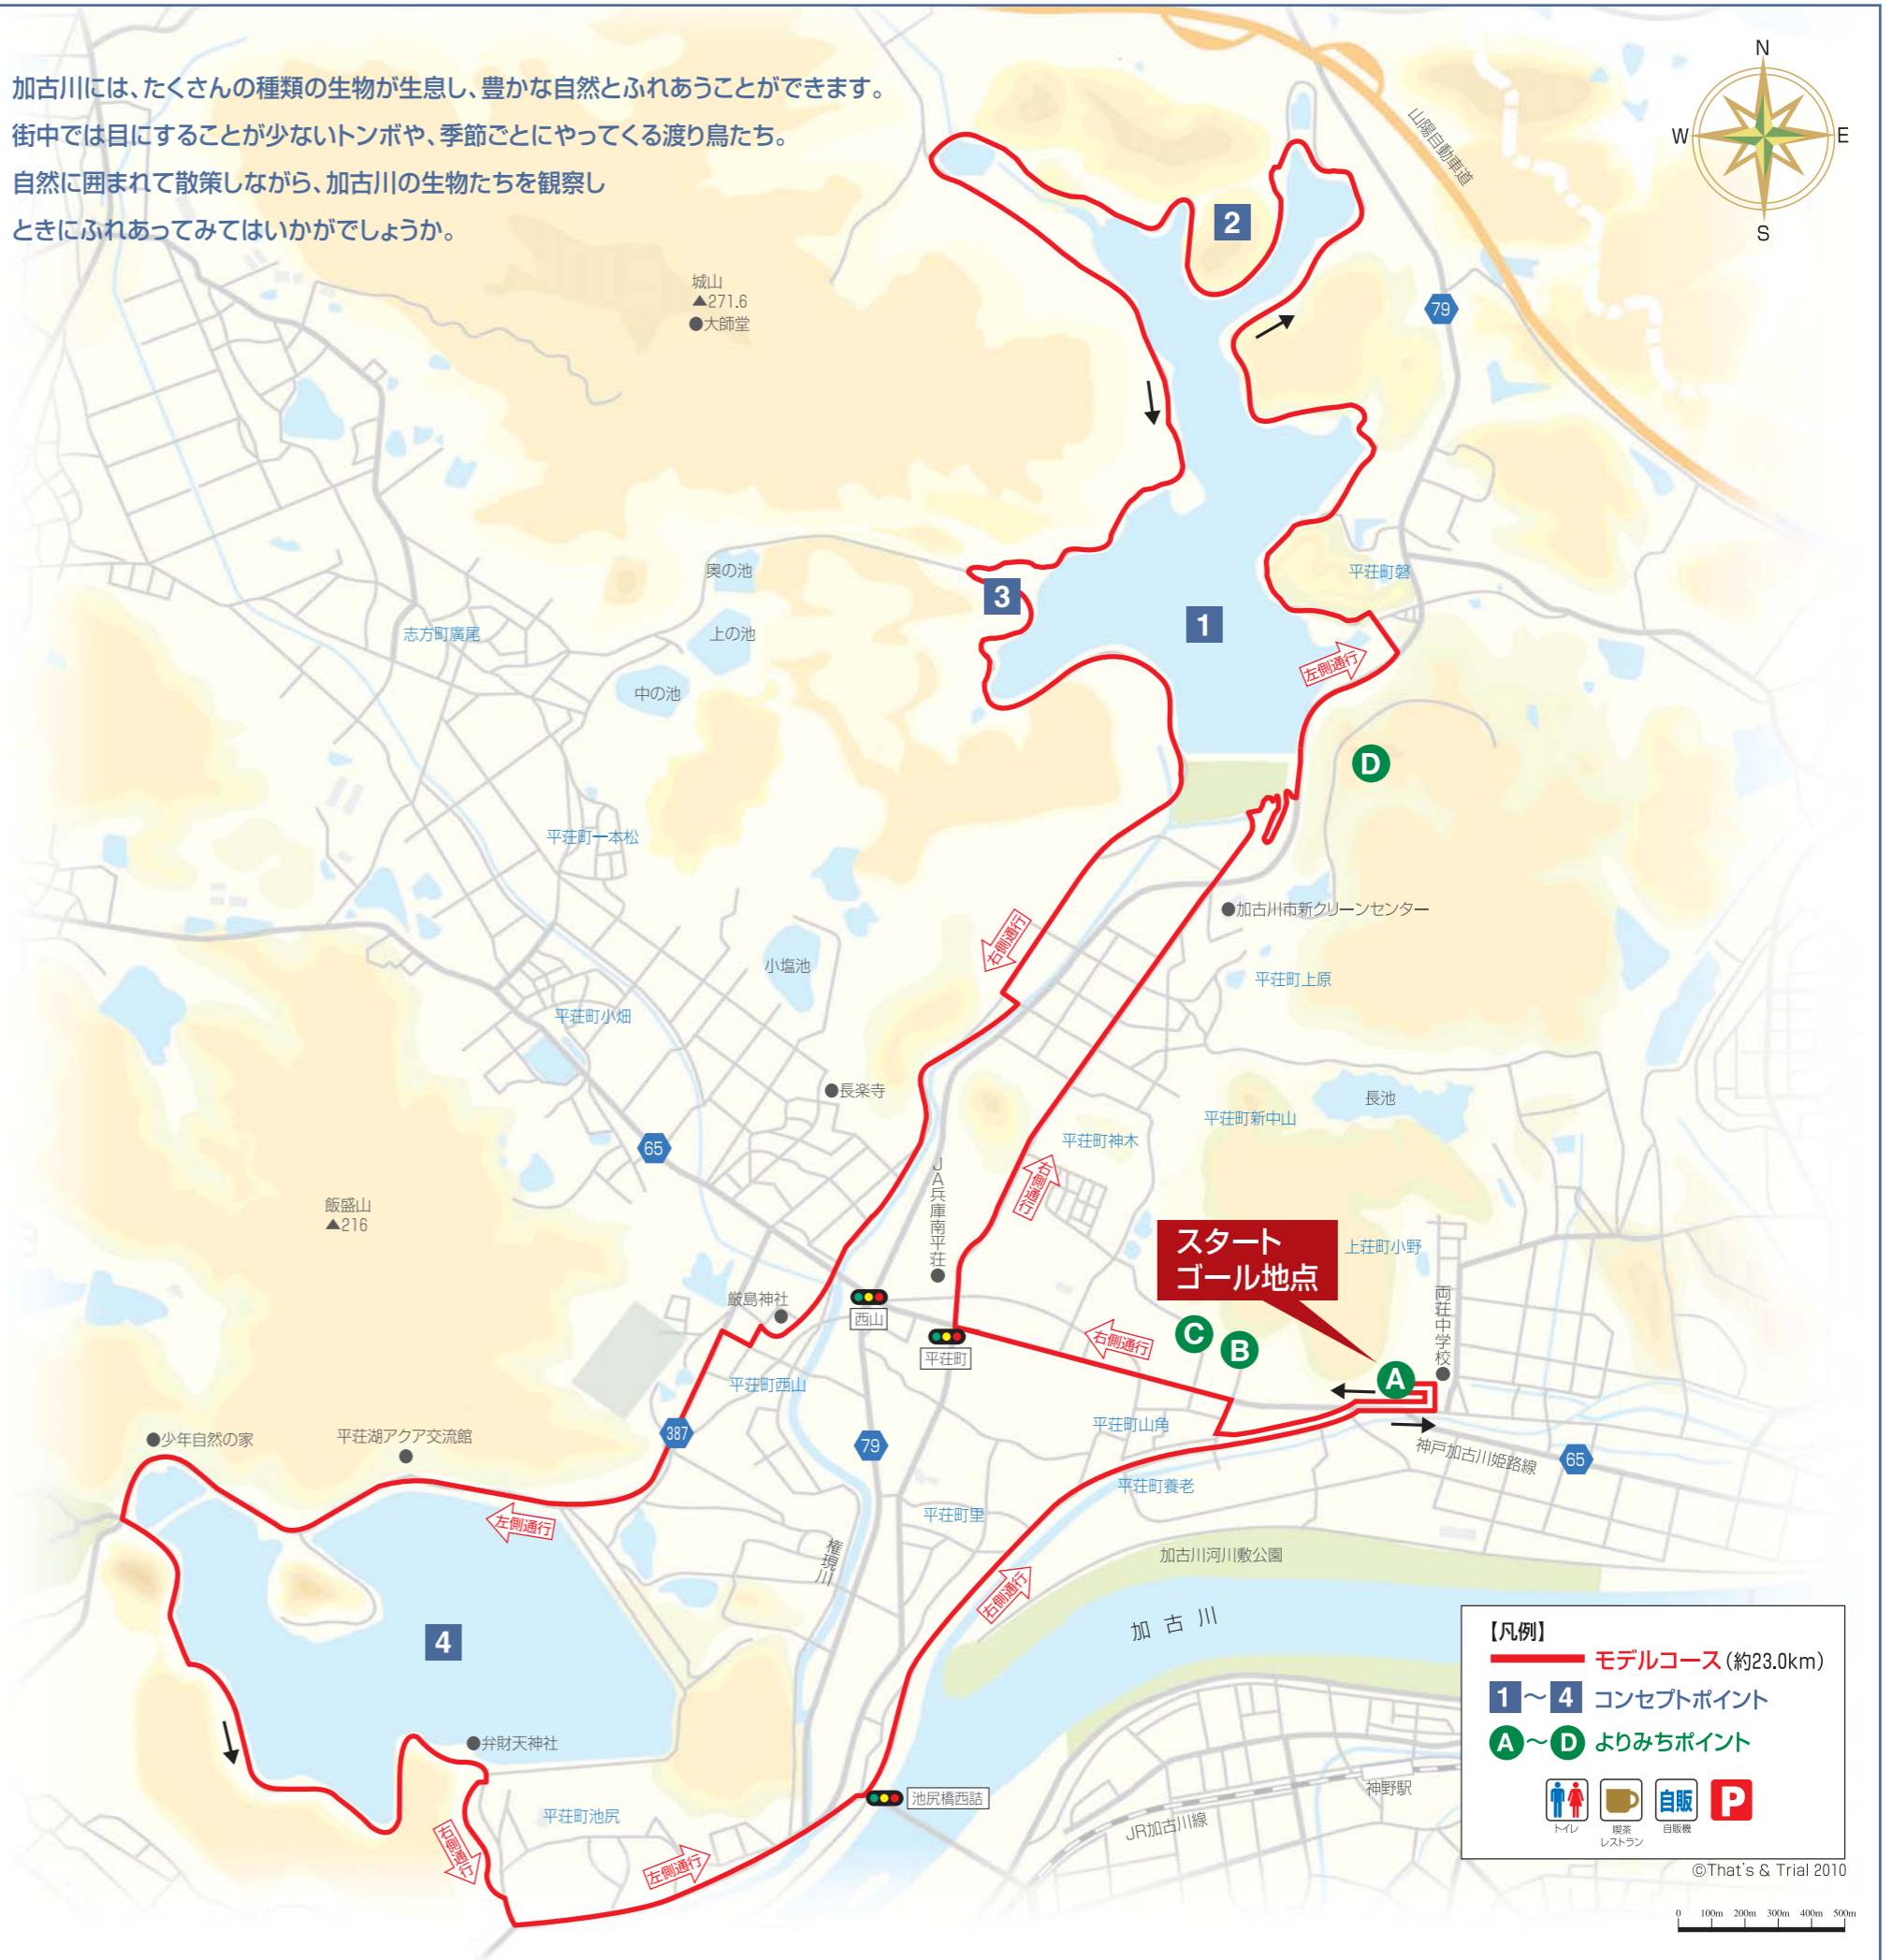 加古川には、たくさんの種類の生物が生息し、豊かな自然とふれあうことができます。
街中では目にすることが少ないトンボや、季節ごとにやってくる渡り鳥たち。
自然に囲まれて散策しながら、加古川の生物たちを観察し
ときにふれあってみてはいかがでしょうか。
N
W
E
S
山陽自動車道
2
城山
▲271.6
●大師堂
79
奥の池
平荘町磐
3
1
志方町廣尾
上の池
左側通行
中の池
D
平荘町一本松
●加古川市新クリーンセンター
右側通行
小塩池
平荘町上原
平荘町小畑
●長楽寺
長池
平荘町新中山
平荘町神木
65
JA兵庫南平荘
右側通行
飯盛山
▲216
スタート
ゴール地点
上荘町小野
両荘中学校
厳島神社
西山
平荘町
右側通行
C
B
A
平荘町西山
387
平荘町山角
79
●少年自然の家
平荘湖アクア交流館
神戸加古川姫路線
65
平荘町養老
左側通行
平荘町里
権現川
加古川河川敷公園
右側通行
加古川
4
●弁財天神社
池尻橋西詰
平荘町池尻
右側通行
左側通行
JR加古川線
神野駅
【凡例】
モデルコース(約23.0km)
1～4 コンセプトポイント
A～D よりみちポイント
自販
P
トイレ
喫茶
レストラン
自販機
©That's & Trial 2010
0 100m 200m 300m 400m 500m